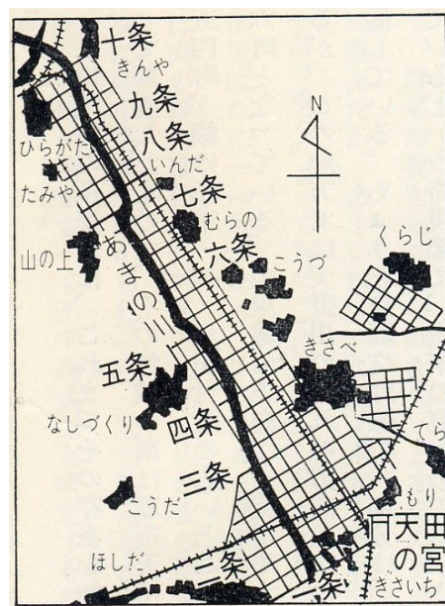 十条
きんや
九条
八条
ひらがた
いんだ
たみや
七条
むらの
N
山の上
あまの川
六条
こうづ
くらじ
五条
きさべ
なしづくり
四条
てら
三条
こうだ
もり
天田の宮
ほしだ
二条
一条
きさいち